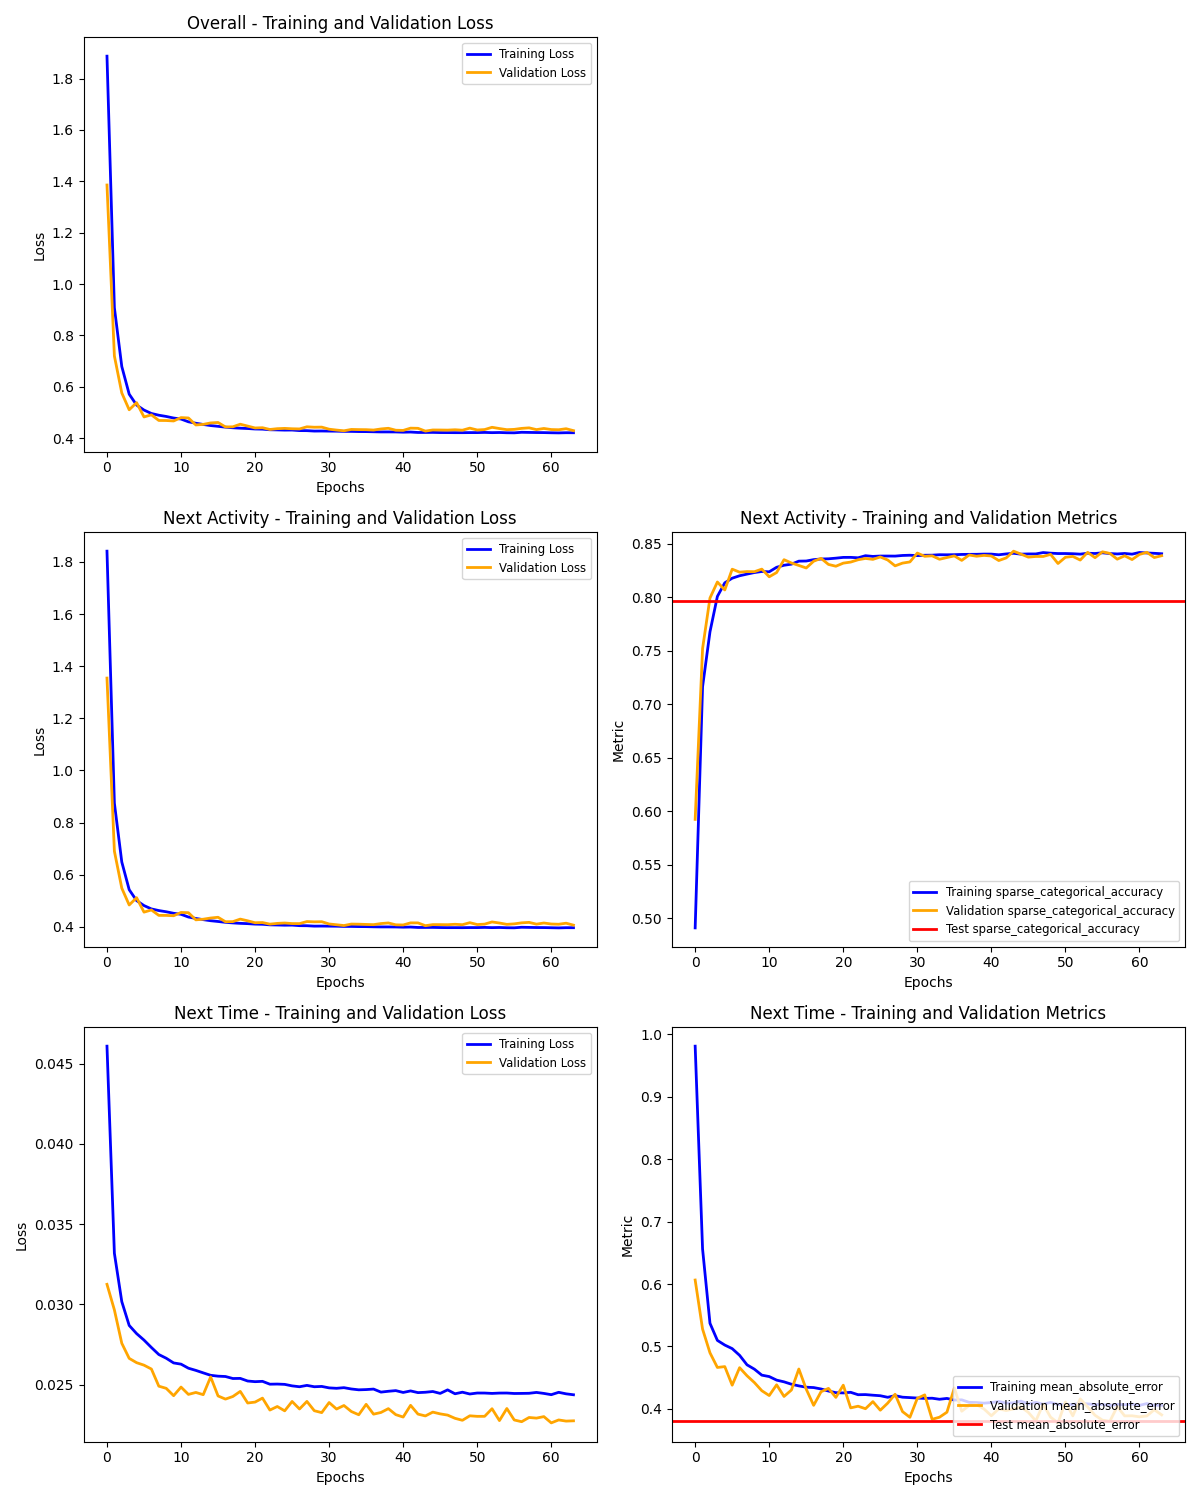 Overall - Training and Validation Loss
Training Loss
Validation Loss
1.8
1.6
1.4
1.2
1.0
0.8
0.6
0.4
Loss
0 10 20 30 40 50 60
Epochs
Next Activity - Training and Validation Loss
Training Loss
Validation Loss
1.8
1.6
1.4
1.2
1.0
0.8
0.6
0.4
Loss
0 10 20 30 40 50 60
Epochs
Next Activity - Training and Validation Metrics
0.85
0.80
0.75
0.70
0.65
0.60
0.55
0.50
Metric
Training sparse_categorical_accuracy
Validation sparse_categorical_accuracy
Test sparse_categorical_accuracy
0 10 20 30 40 50 60
Epochs
Next Time - Training and Validation Loss
Training Loss
Validation Loss
0.045
0.040
0.035
0.030
0.025
Loss
0 10 20 30 40 50 60
Epochs
Next Time - Training and Validation Metrics
1.0
0.9
0.8
0.7
0.6
0.5
0.4
Metric
Training mean_absolute_error
Validation mean_absolute_error
Test mean_absolute_error
0 10 20 30 40 50 60
Epochs